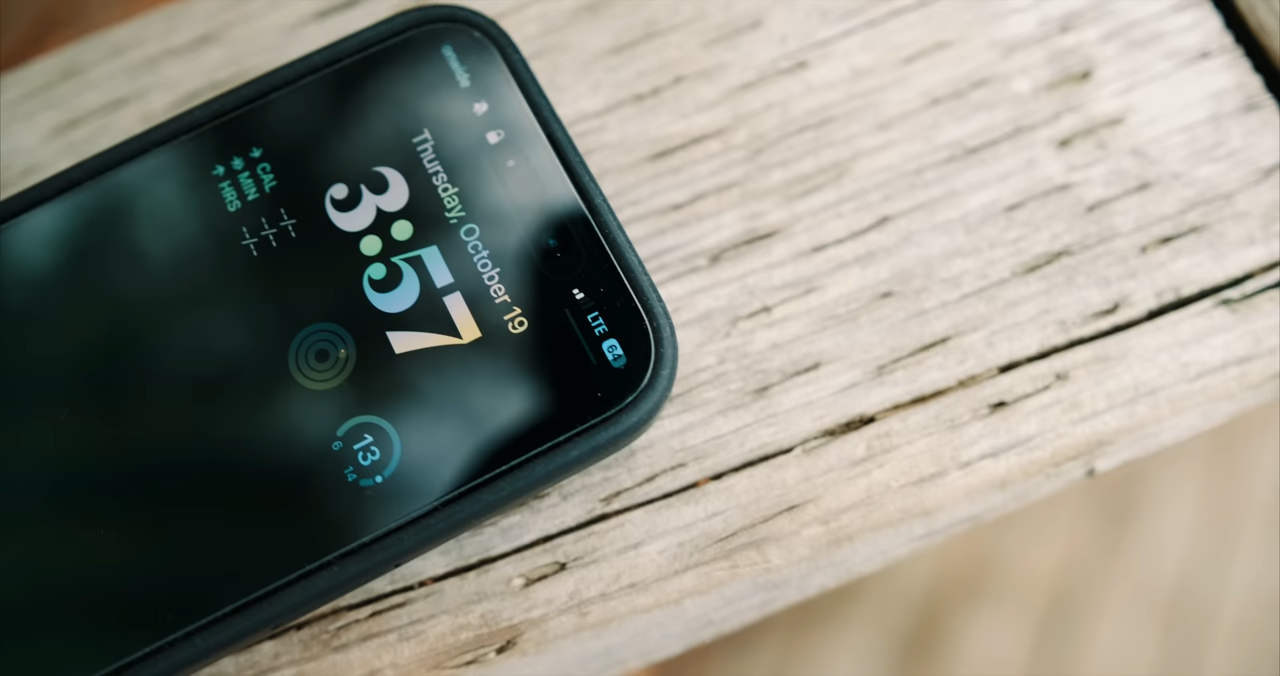 LTE 64
Thursday, October 19
3:57
--/-- CAL
--/-- MIN
--/-- HRS
13
6 14